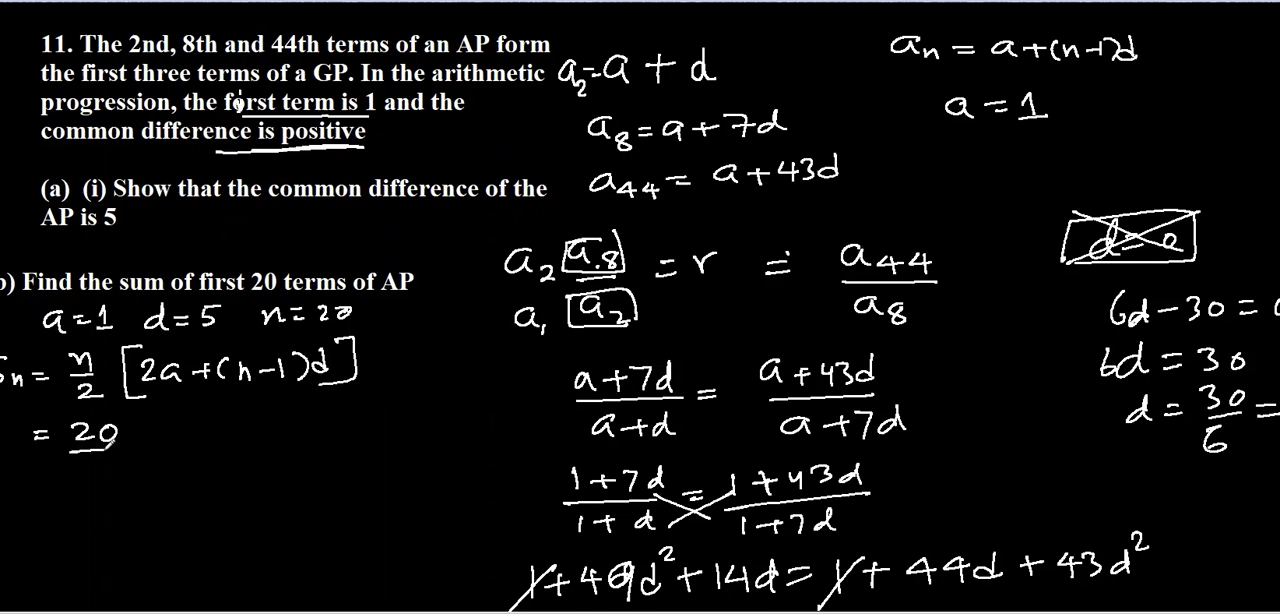 11. The 2nd, 8th and 44th terms of an AP form
the first three terms of a GP. In the arithmetic
progression, the first term is 1 and the
common difference is positive
(a) (i) Show that the common difference of the
AP is 5
b) Find the sum of first 20 terms of AP
a=1 d=5 n=20
Sn = n/2 [2a+(n-1)d]
= 20
a₂=a+d
a₈=a+7d
a₄₄=a+43d
a₂ a₈ = r = a₄₄/a₈
a₁ a₂
(a+7d)/(a+d) = (a+43d)/(a+7d)
(1+7d)/(1+d) = (1+43d)/(1+7d)
1+49d²+14d=1+44d+43d²
aₙ = a+(n-1)d
a=1
d=0
6d-30=0
6d=30
d=30/6=